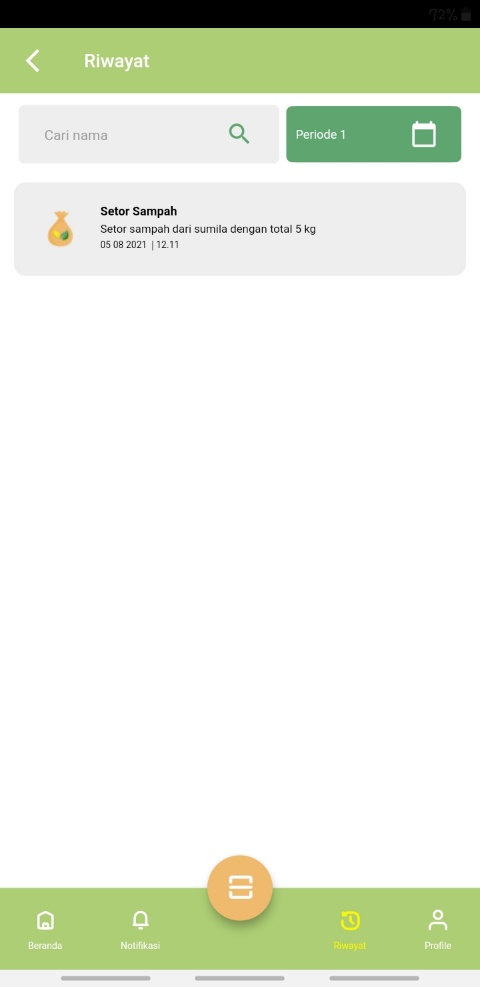 72%
Riwayat
Cari nama
Periode 1
Setor Sampah
Setor sampah dari sumila dengan total 5 kg
05 08 2021 | 12.11
Beranda
Notifikasi
Riwayat
Profile